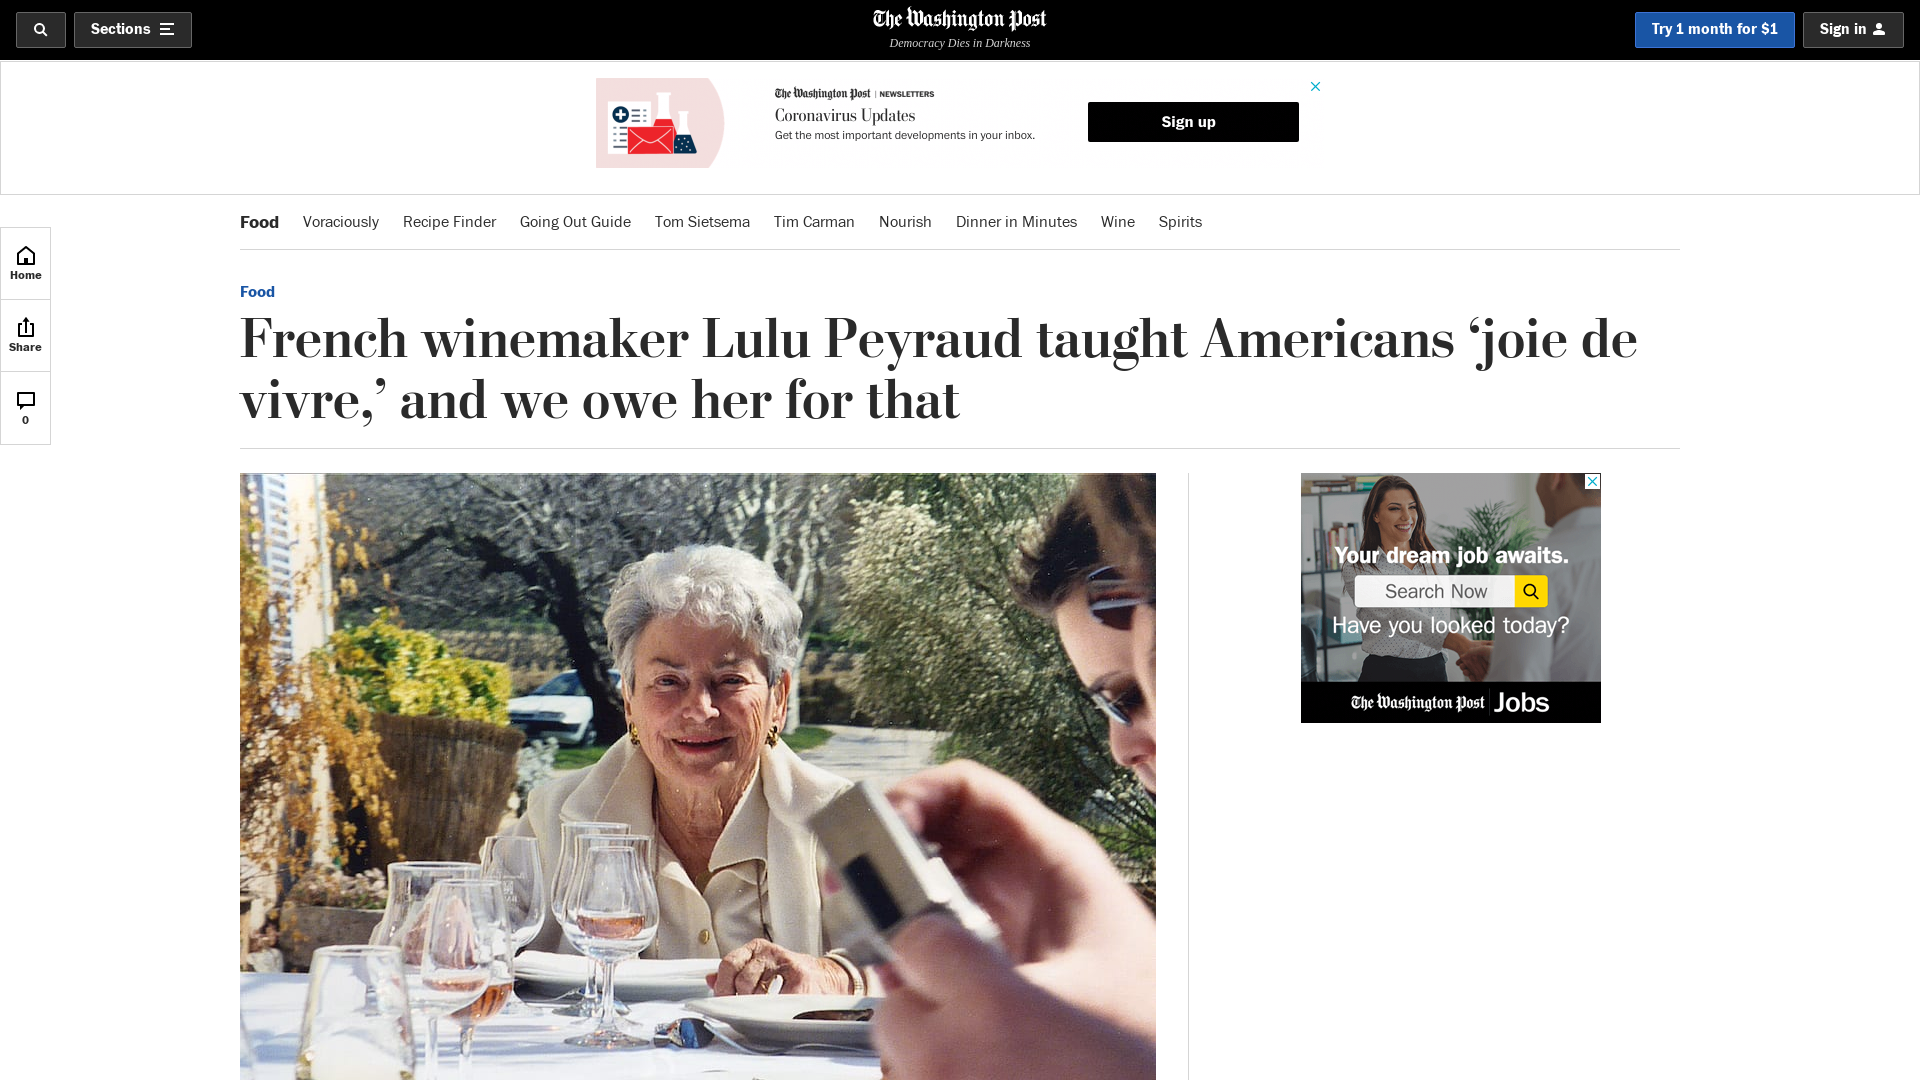 Sections
The Washington Post
Democracy Dies in Darkness
Try 1 month for $1
Sign in
The Washington Post | NEWSLETTERS
Coronavirus Updates
Get the most important developments in your inbox.
Sign up
Food Voraciously Recipe Finder Going Out Guide Tom Sietsema Tim Carman Nourish Dinner in Minutes Wine Spirits
Home
Share
0
Food
French winemaker Lulu Peyraud taught Americans ‘joie de
vivre,’ and we owe her for that
Your dream job awaits.
Search Now
Have you looked today?
The Washington Post Jobs